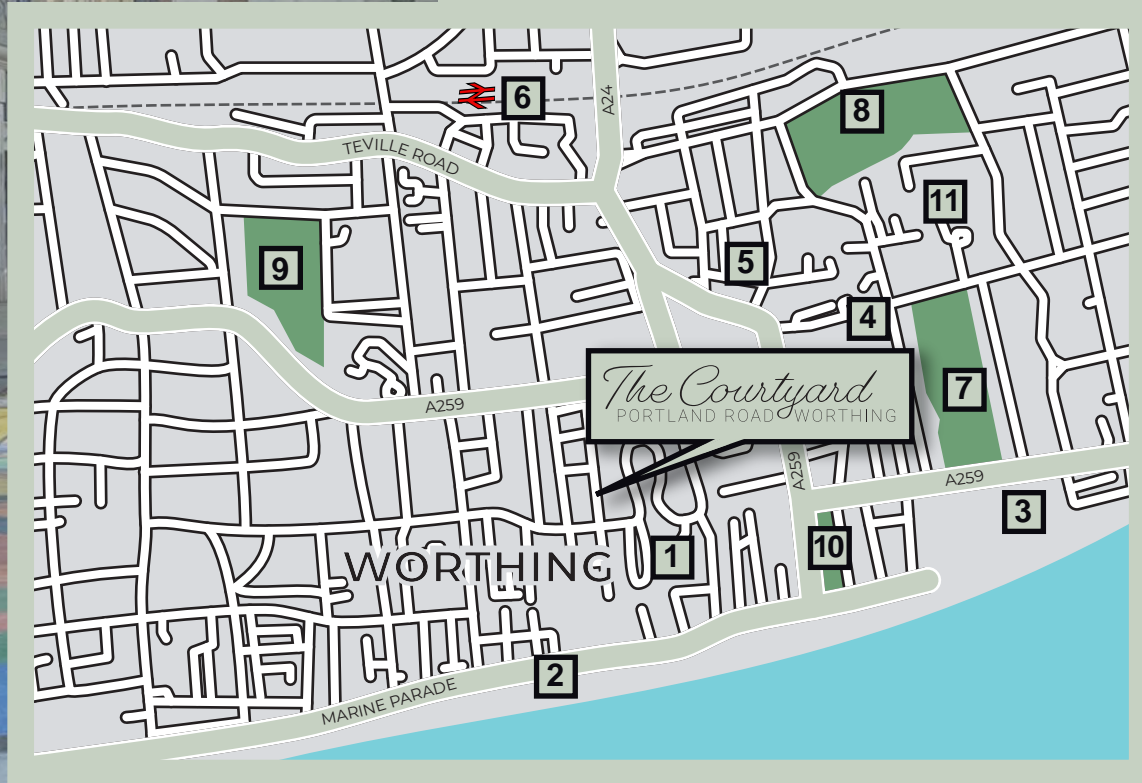 6
A24
8
TEVILLE ROAD
11
5
9
4
The Courtyard
PORTLAND ROAD WORTHING
7
A259
A259
A259
3
10
1
WORTHING
2
MARINE PARADE